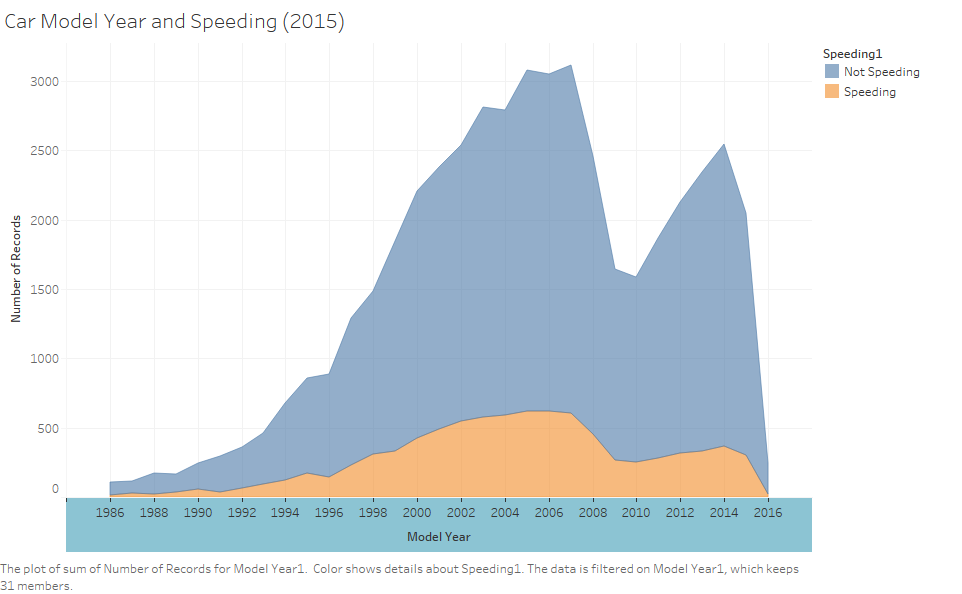 Car Model Year and Speeding (2015)
Speeding1
Not Speeding
Speeding
3000
2500
2000
1500
1000
500
0
Number of Records
1986 1988 1990 1992 1994 1996 1998 2000 2002 2004 2006 2008 2010 2012 2014 2016
Model Year
The plot of sum of Number of Records for Model Year1. Color shows details about Speeding1. The data is filtered on Model Year1, which keeps
31 members.